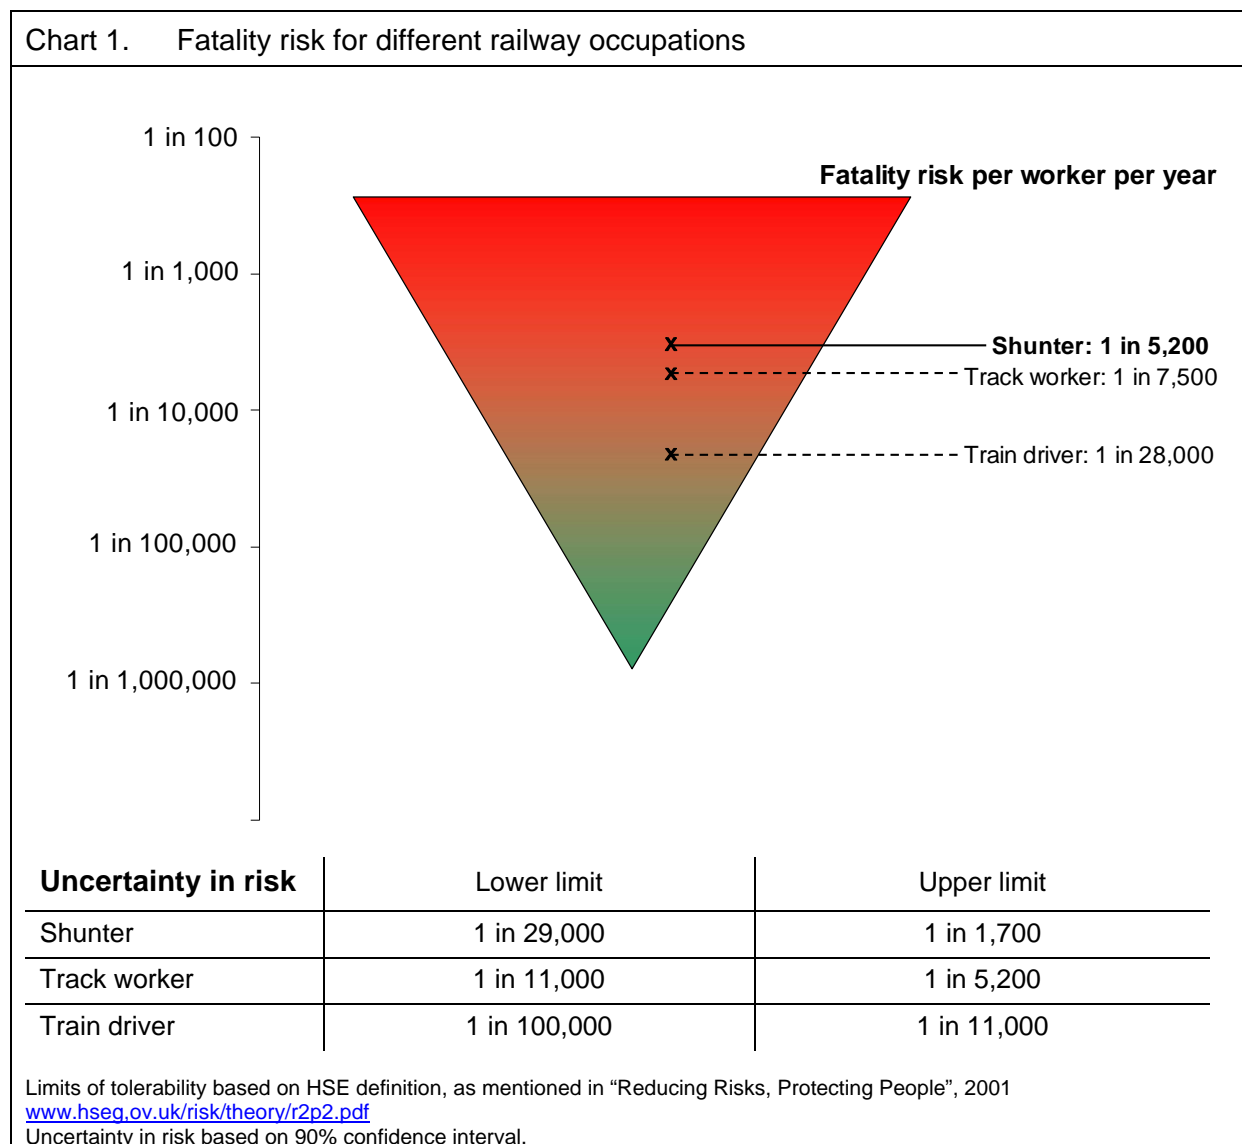 Chart 1. Fatality risk for different railway occupations
1 in 100
Fatality risk per worker per year
1 in 1,000
x
Shunter: 1 in 5,200
x
Track worker: 1 in 7,500
1 in 10,000
x
Train driver: 1 in 28,000
1 in 100,000
1 in 1,000,000
Uncertainty in risk Lower limit Upper limit
Shunter 1 in 29,000 1 in 1,700
Track worker 1 in 11,000 1 in 5,200
Train driver 1 in 100,000 1 in 11,000
Limits of tolerability based on HSE definition, as mentioned in “Reducing Risks, Protecting People”, 2001
www.hseg,ov.uk/risk/theory/r2p2.pdf
Uncertainty in risk based on 90% confidence interval.